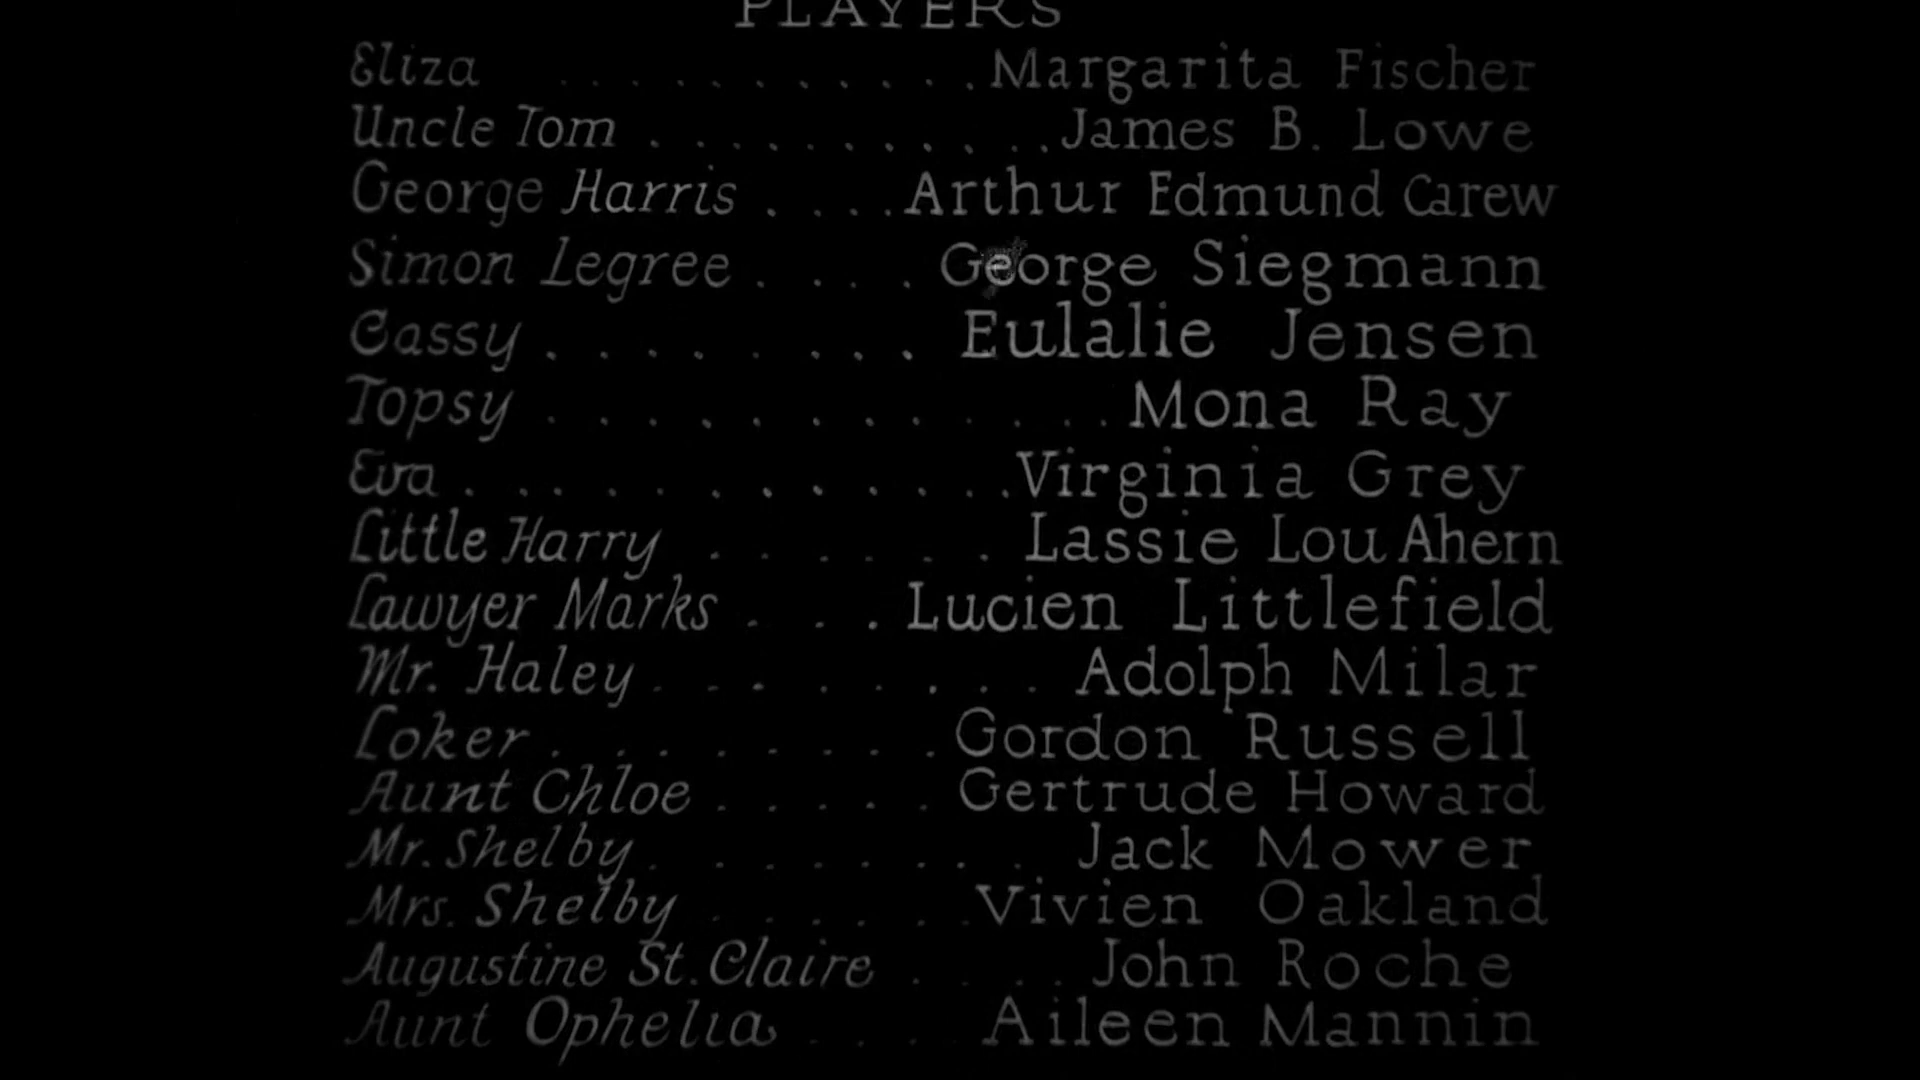 PLAYERS
Eliza . . . . . . . . . . . Margarita Fischer
Uncle Tom . . . . . . . . . . James B. Lowe
George Harris . . . . Arthur Edmund Carew
Simon Legree . . . . George Siegmann
Cassy . . . . . . . . Eulalie Jensen
Topsy . . . . . . . . . . . . Mona Ray
Eva . . . . . . . . . . . . Virginia Grey
Little Harry . . . . . . Lassie Lou Ahern
Lawyer Marks . . . Lucien Littlefield
Mr. Haley . . . . . . . . Adolph Milar
Loker . . . . . . . . Gordon Russell
Aunt Chloe . . . . . Gertrude Howard
Mr. Shelby . . . . . . . . Jack Mower
Mrs. Shelby . . . . . . Vivien Oakland
Augustine St. Claire . . . . John Roche
Aunt Ophelia . . . . Aileen Mannin